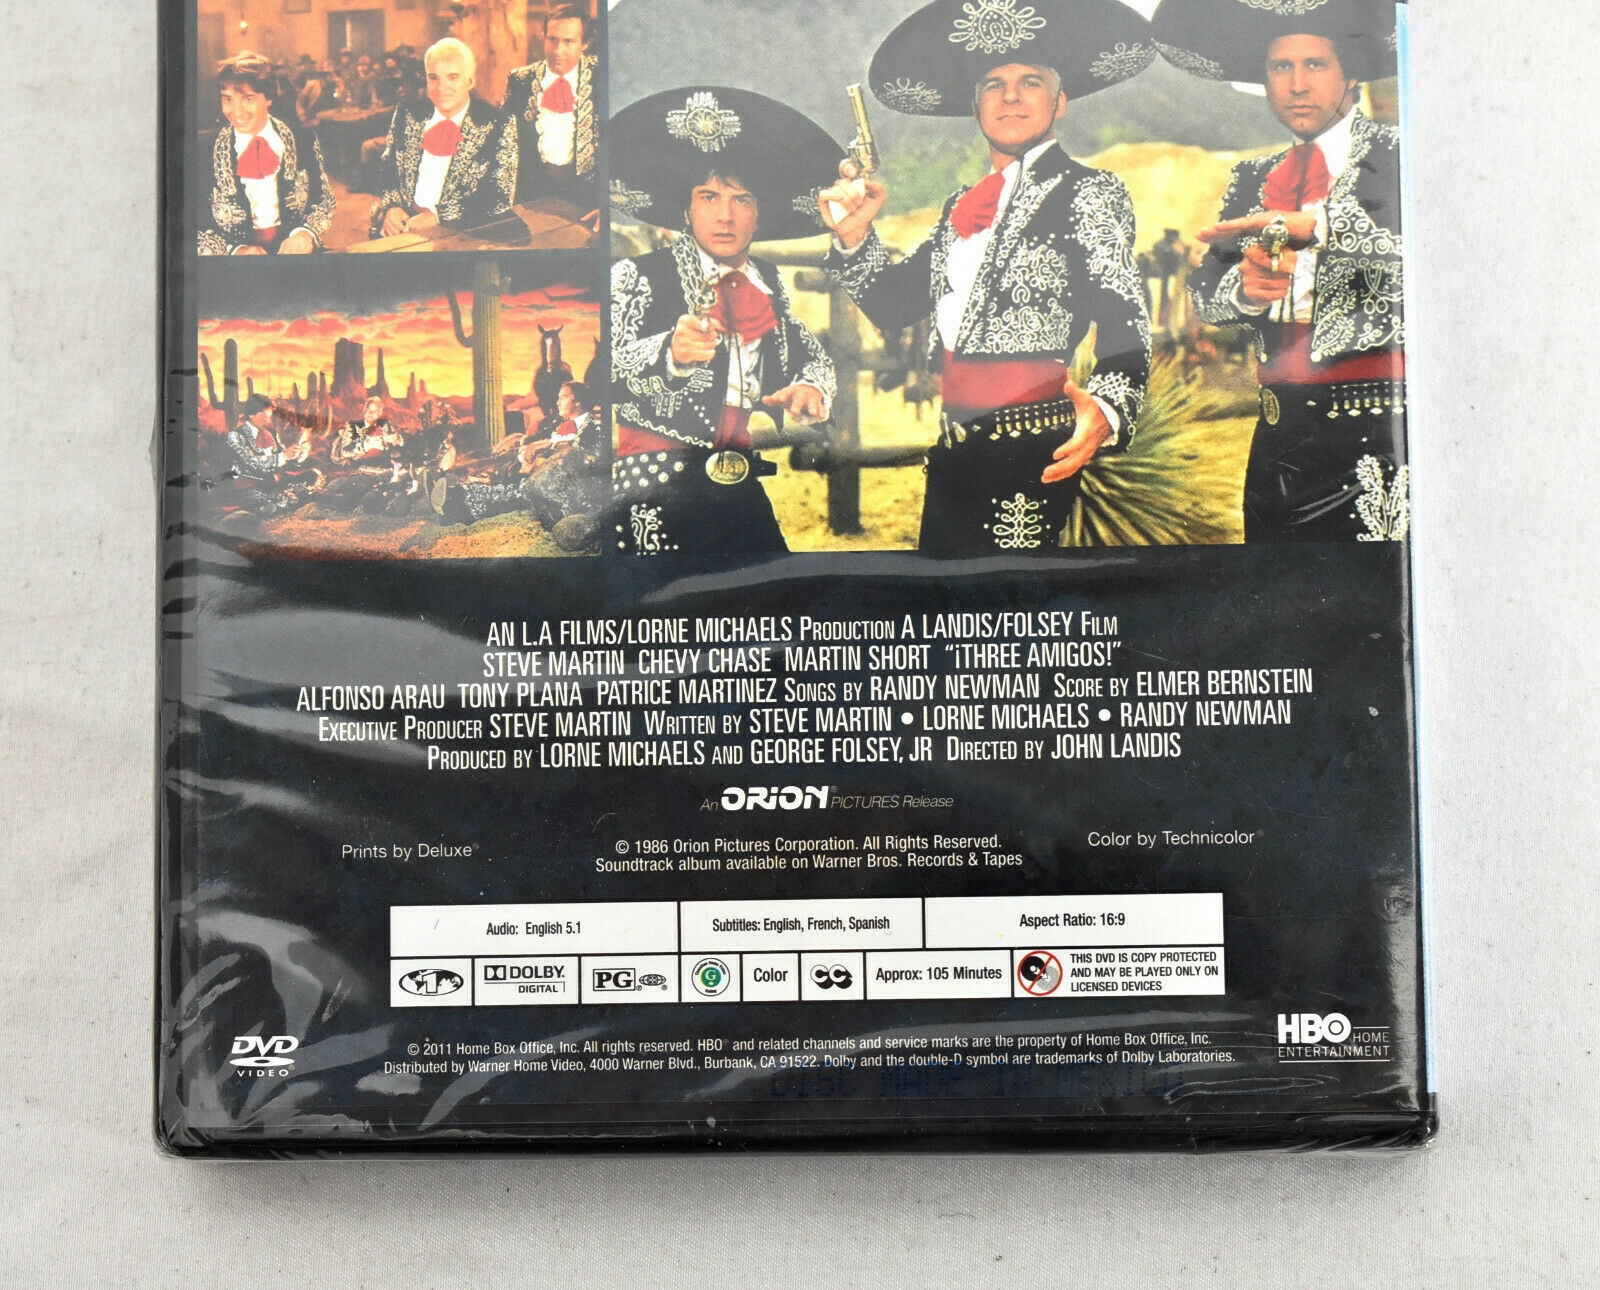 AN L.A FILMS/LORNE MICHAELS PRODUCTION A LANDIS/FOLSEY FILM
STEVE MARTIN CHEVY CHASE MARTIN SHORT “¡THREE AMIGOS!”
ALFONSO ARAU TONY PLANA PATRICE MARTINEZ SONGS BY RANDY NEWMAN SCORE BY ELMER BERNSTEIN
EXECUTIVE PRODUCER STEVE MARTIN WRITTEN BY STEVE MARTIN • LORNE MICHAELS • RANDY NEWMAN
PRODUCED BY LORNE MICHAELS AND GEORGE FOLSEY, JR DIRECTED BY JOHN LANDIS
An ORION® PICTURES Release
Prints by Deluxe®
© 1986 Orion Pictures Corporation. All Rights Reserved.
Soundtrack album available on Warner Bros. Records & Tapes
Color by Technicolor®
Audio: English 5.1
Subtitles: English, French, Spanish
Aspect Ratio: 16:9
1
DOLBY
DIGITAL
PG
G
Color
CC
Approx: 105 Minutes
THIS DVD IS COPY PROTECTED
AND MAY BE PLAYED ONLY ON
LICENSED DEVICES
DVD
VIDEO
© 2011 Home Box Office, Inc. All rights reserved. HBO® and related channels and service marks are the property of Home Box Office, Inc.
Distributed by Warner Home Video, 4000 Warner Blvd., Burbank, CA 91522. Dolby and the double-D symbol are trademarks of Dolby Laboratories.
HBO HOME
ENTERTAINMENT
DISC MADE IN MEXICO